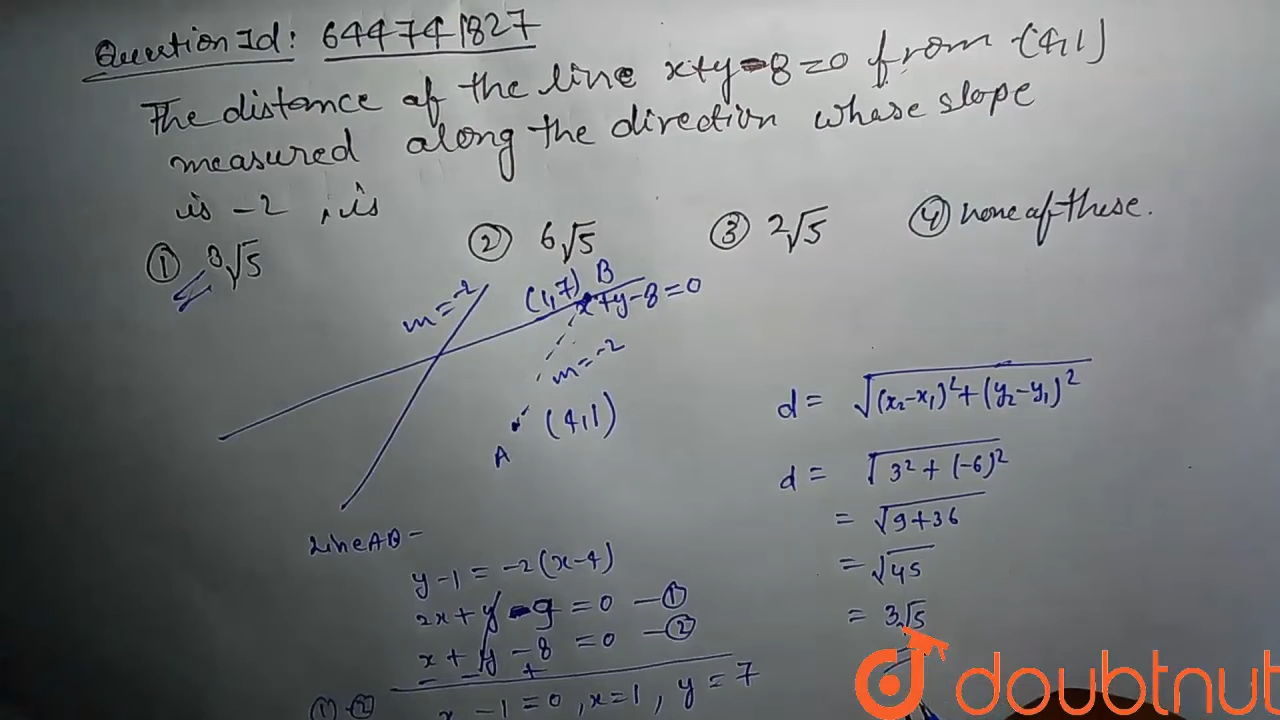 Question Id: 644741827
The distance of the line x+y-8=0 from (4,1)
measured along the direction whose slope
is -2, is
① 3√5 ② 6√5 ③ 2√5 ④ none of these.
m=-2
(1,7) B
x+y-8=0
m=-2
(4,1)
A
Line AB -
y-1=-2(x-4)
2x+y-9=0 —①
x+y-8=0 —②
- - +
①-② x-1=0, x=1, y=7
d= √(x₂-x₁)²+(y₂-y₁)²
d= √3²+(-6)²
= √9+36
= √45
= 3√5
doubtnut